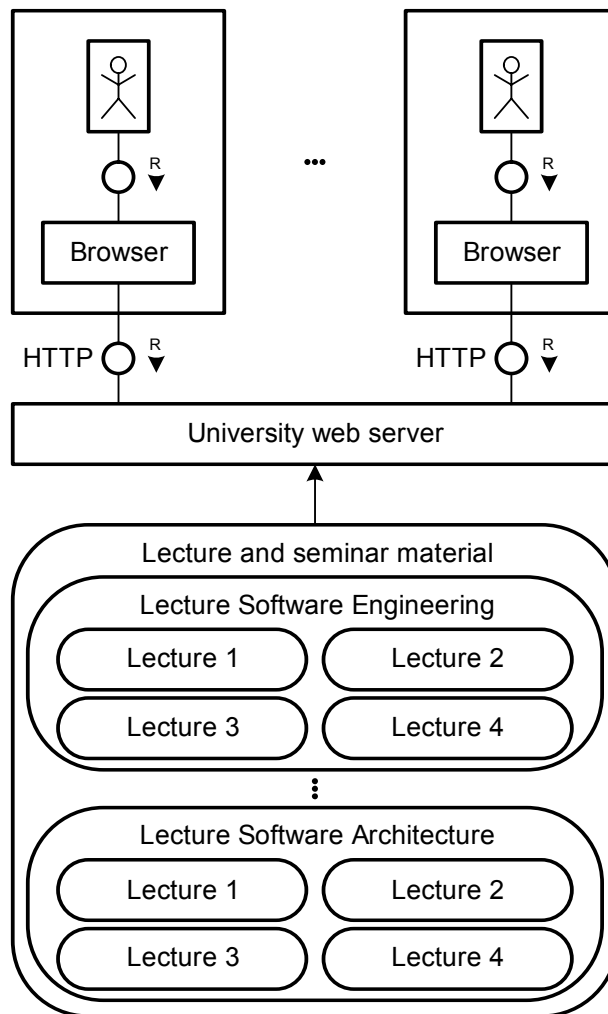 R
R
...
Browser
Browser
HTTP
R
HTTP
R
University web server
Lecture and seminar material
Lecture Software Engineering
Lecture 1
Lecture 2
Lecture 3
Lecture 4
Lecture Software Architecture
Lecture 1
Lecture 2
Lecture 3
Lecture 4